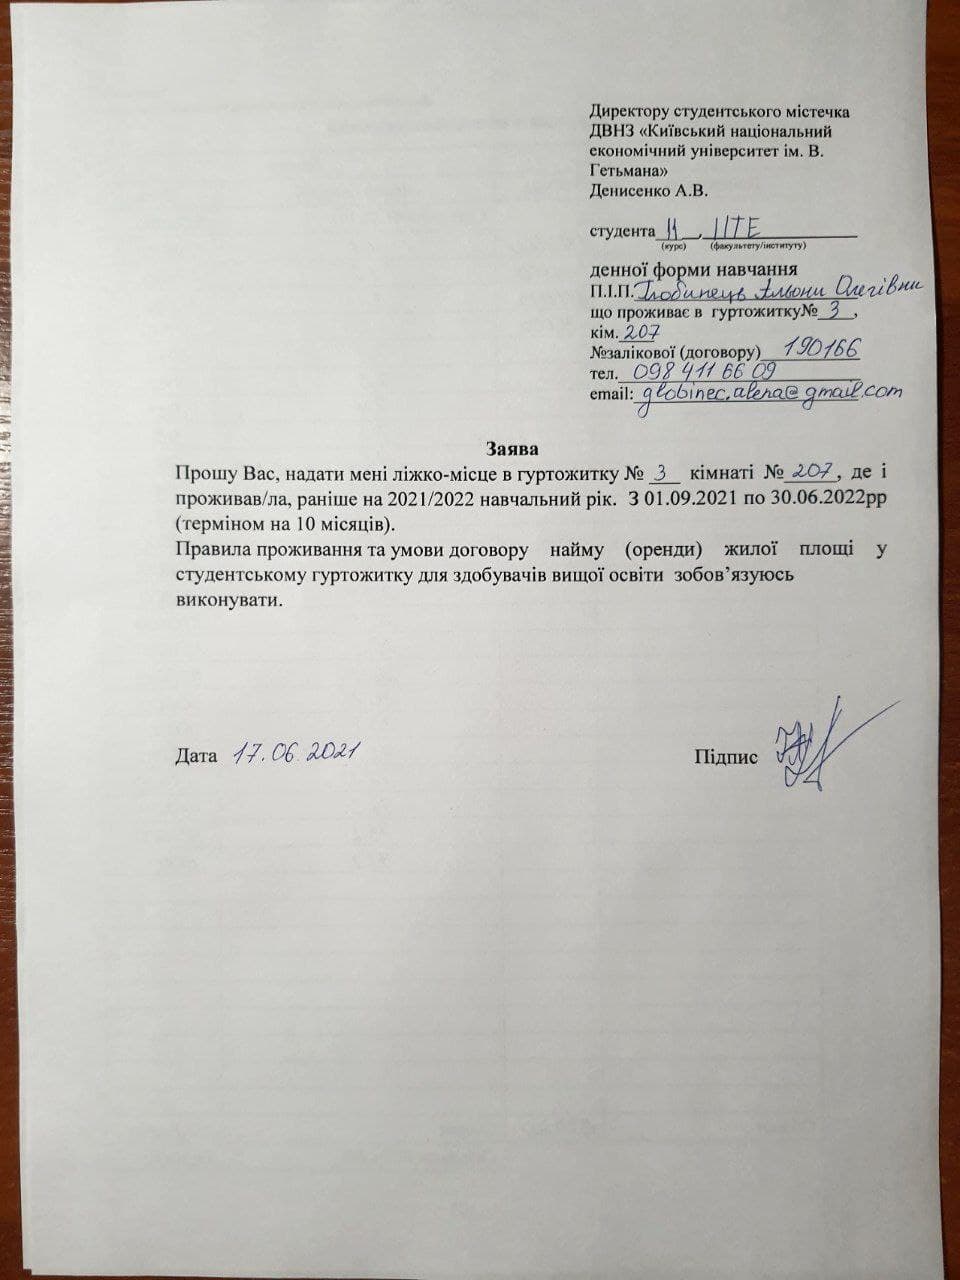 Директору студентського містечка
ДВНЗ «Київський національний
економічний університет ім. В.
Гетьмана»
Денисенко А.В.
студента II , ІІТЕ
(курс) (факультету/інституту)
денної форми навчання
П.І.П. Глобинець Альони Олегівни
що проживає в гуртожитку№ 3 ,
кім. 207
№залікової (договору) 190166
тел. 098 411 66 09
email: globinec.alena@gmail.com
Заява
Прошу Вас, надати мені ліжко-місце в гуртожитку № 3 кімнаті № 207, де і
проживав/ла, раніше на 2021/2022 навчальний рік. З 01.09.2021 по 30.06.2022рр
(терміном на 10 місяців).
Правила проживання та умови договору найму (оренди) жилої площі у
студентському гуртожитку для здобувачів вищої освіти зобов’язуюсь
виконувати.
Дата 17.06.2021 Підпис